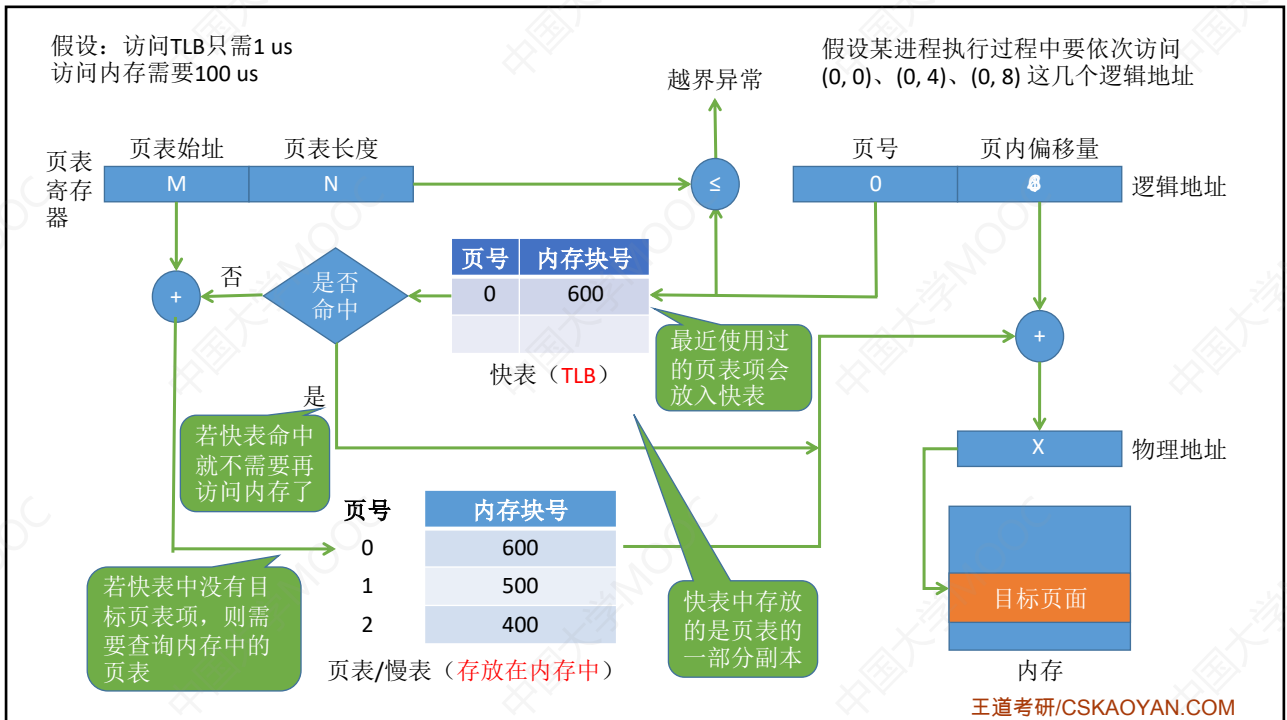 假设：访问TLB只需1 us
访问内存需要100 us
假设某进程执行过程中要依次访问
(0, 0)、(0, 4)、(0, 8) 这几个逻辑地址
越界异常
页表始址
页表长度
页表
寄存
器
M
N
≤
页号
页内偏移量
0
逻辑地址
页号
内存块号
0
600
快表（TLB）
是否
命中
否
是
+
+
最近使用过
的页表项会
放入快表
若快表命中
就不需要再
访问内存了
X
物理地址
页号
内存块号
0
600
1
500
2
400
页表/慢表（存放在内存中）
若快表中没有目
标页表项，则需
要查询内存中的
页表
快表中存放
的是页表的
一部分副本
目标页面
内存
王道考研/CSKAOYAN.COM
中国大学MOOC